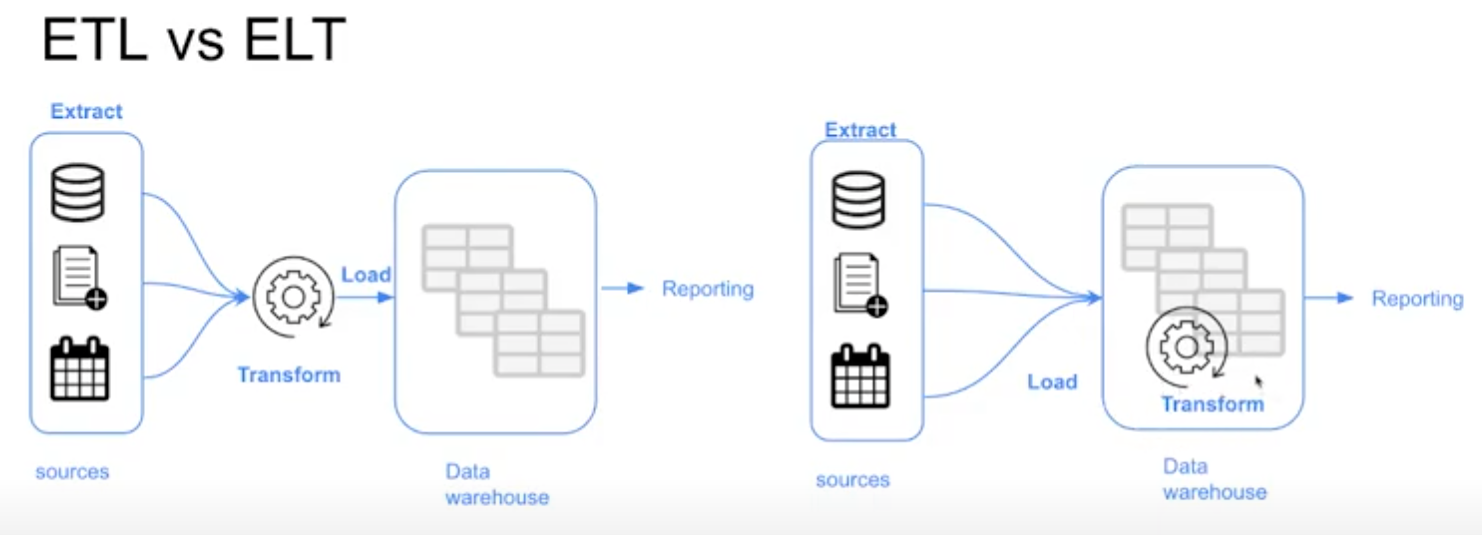 ETL vs ELT
Extract
Load
Transform
sources
Data
warehouse
Reporting
Extract
Load
Transform
sources
Data
warehouse
Reporting